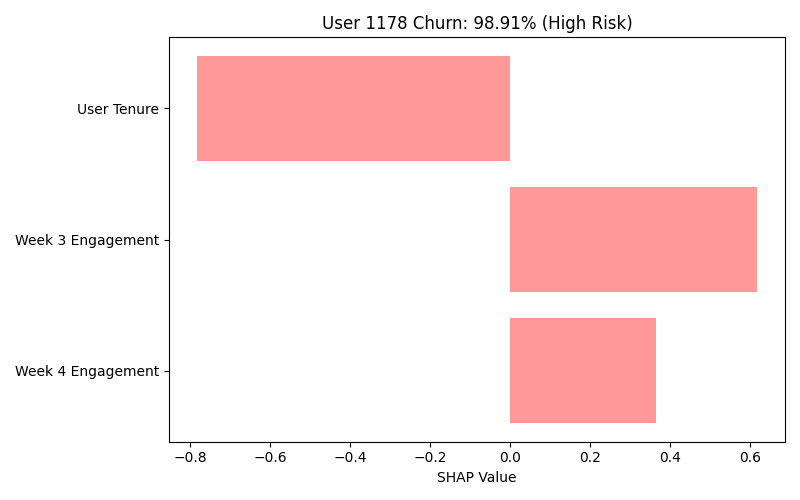 User 1178 Churn: 98.91% (High Risk)
User Tenure
Week 3 Engagement
Week 4 Engagement
−0.8 −0.6 −0.4 −0.2 0.0 0.2 0.4 0.6
SHAP Value